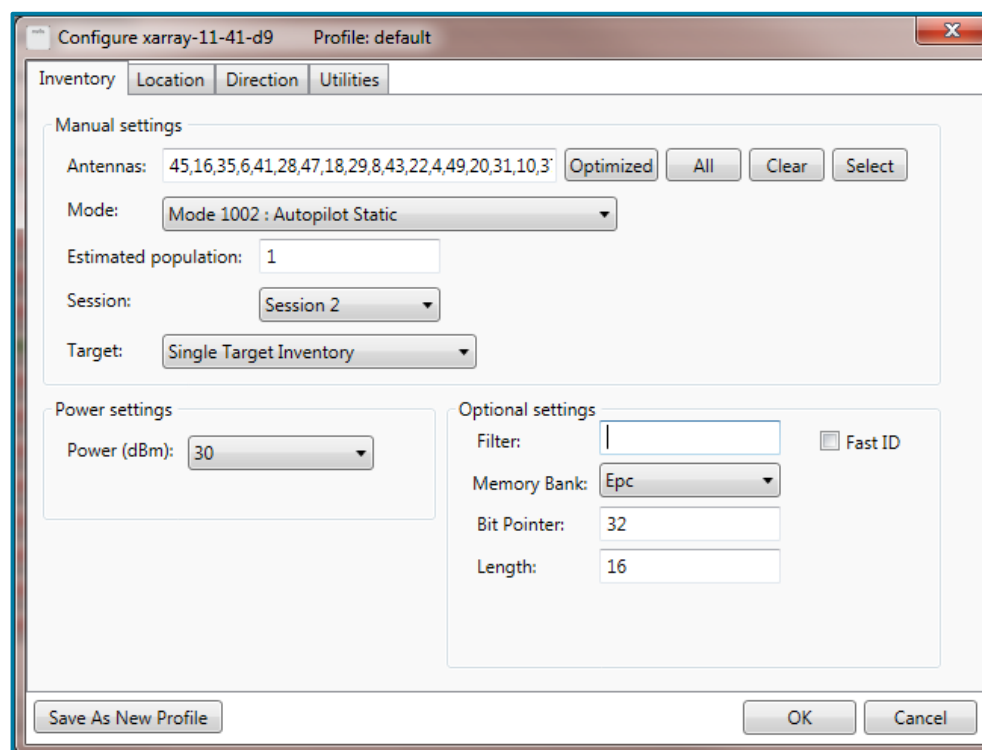 Configure xarray-11-41-d9 Profile: default
Inventory Location Direction Utilities
Manual settings
Antennas: 45,16,35,6,41,28,47,18,29,8,43,22,4,49,20,31,10,37 Optimized All Clear Select
Mode: Mode 1002 : Autopilot Static
Estimated population: 1
Session: Session 2
Target: Single Target Inventory
Power settings
Power (dBm): 30
Optional settings
Filter: Fast ID
Memory Bank: Epc
Bit Pointer: 32
Length: 16
Save As New Profile OK Cancel